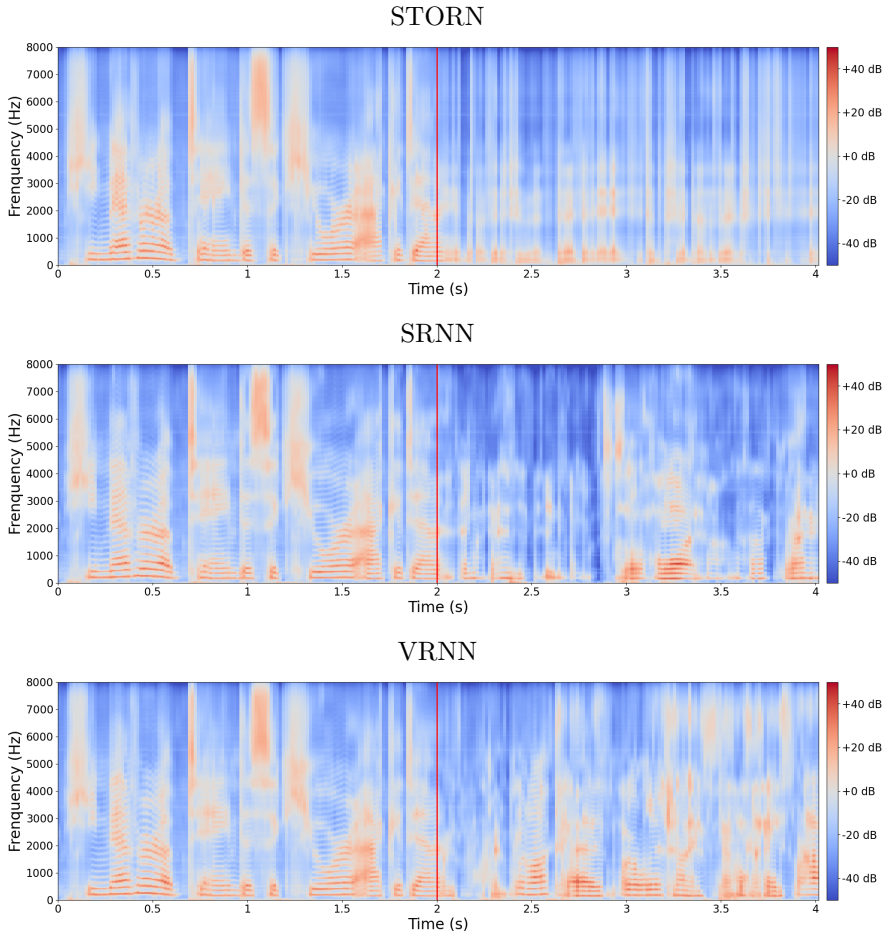 STORN
8000
7000
6000
5000
4000
3000
2000
1000
0
Frenquency (Hz)
0
0.5
1
1.5
2
2.5
3
3.5
4
Time (s)
+40 dB
+20 dB
+0 dB
-20 dB
-40 dB
SRNN
8000
7000
6000
5000
4000
3000
2000
1000
0
Frenquency (Hz)
0
0.5
1
1.5
2
2.5
3
3.5
4
Time (s)
+40 dB
+20 dB
+0 dB
-20 dB
-40 dB
VRNN
8000
7000
6000
5000
4000
3000
2000
1000
0
Frenquency (Hz)
0
0.5
1
1.5
2
2.5
3
3.5
4
Time (s)
+40 dB
+20 dB
+0 dB
-20 dB
-40 dB